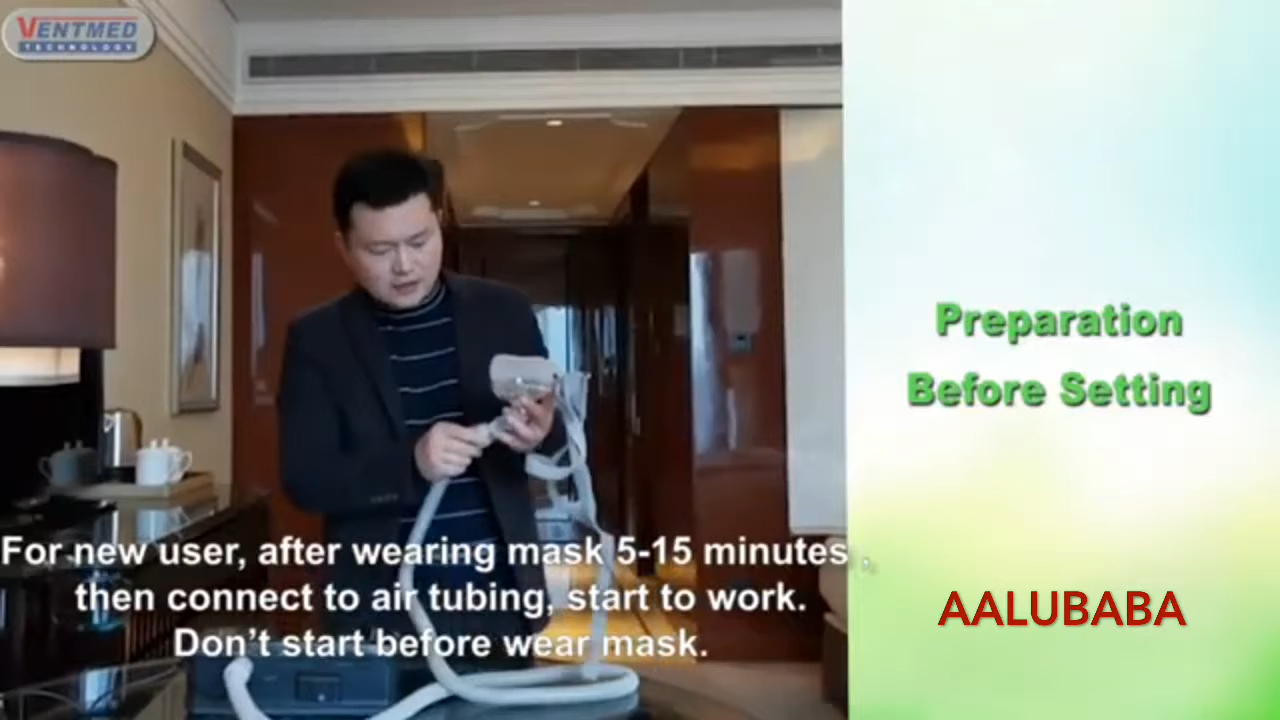 VENTMED
TECHNOLOGY
Preparation
Before Setting
For new user, after wearing mask 5-15 minutes ,
then connect to air tubing, start to work.
Don't start before wear mask.
AALUBABA